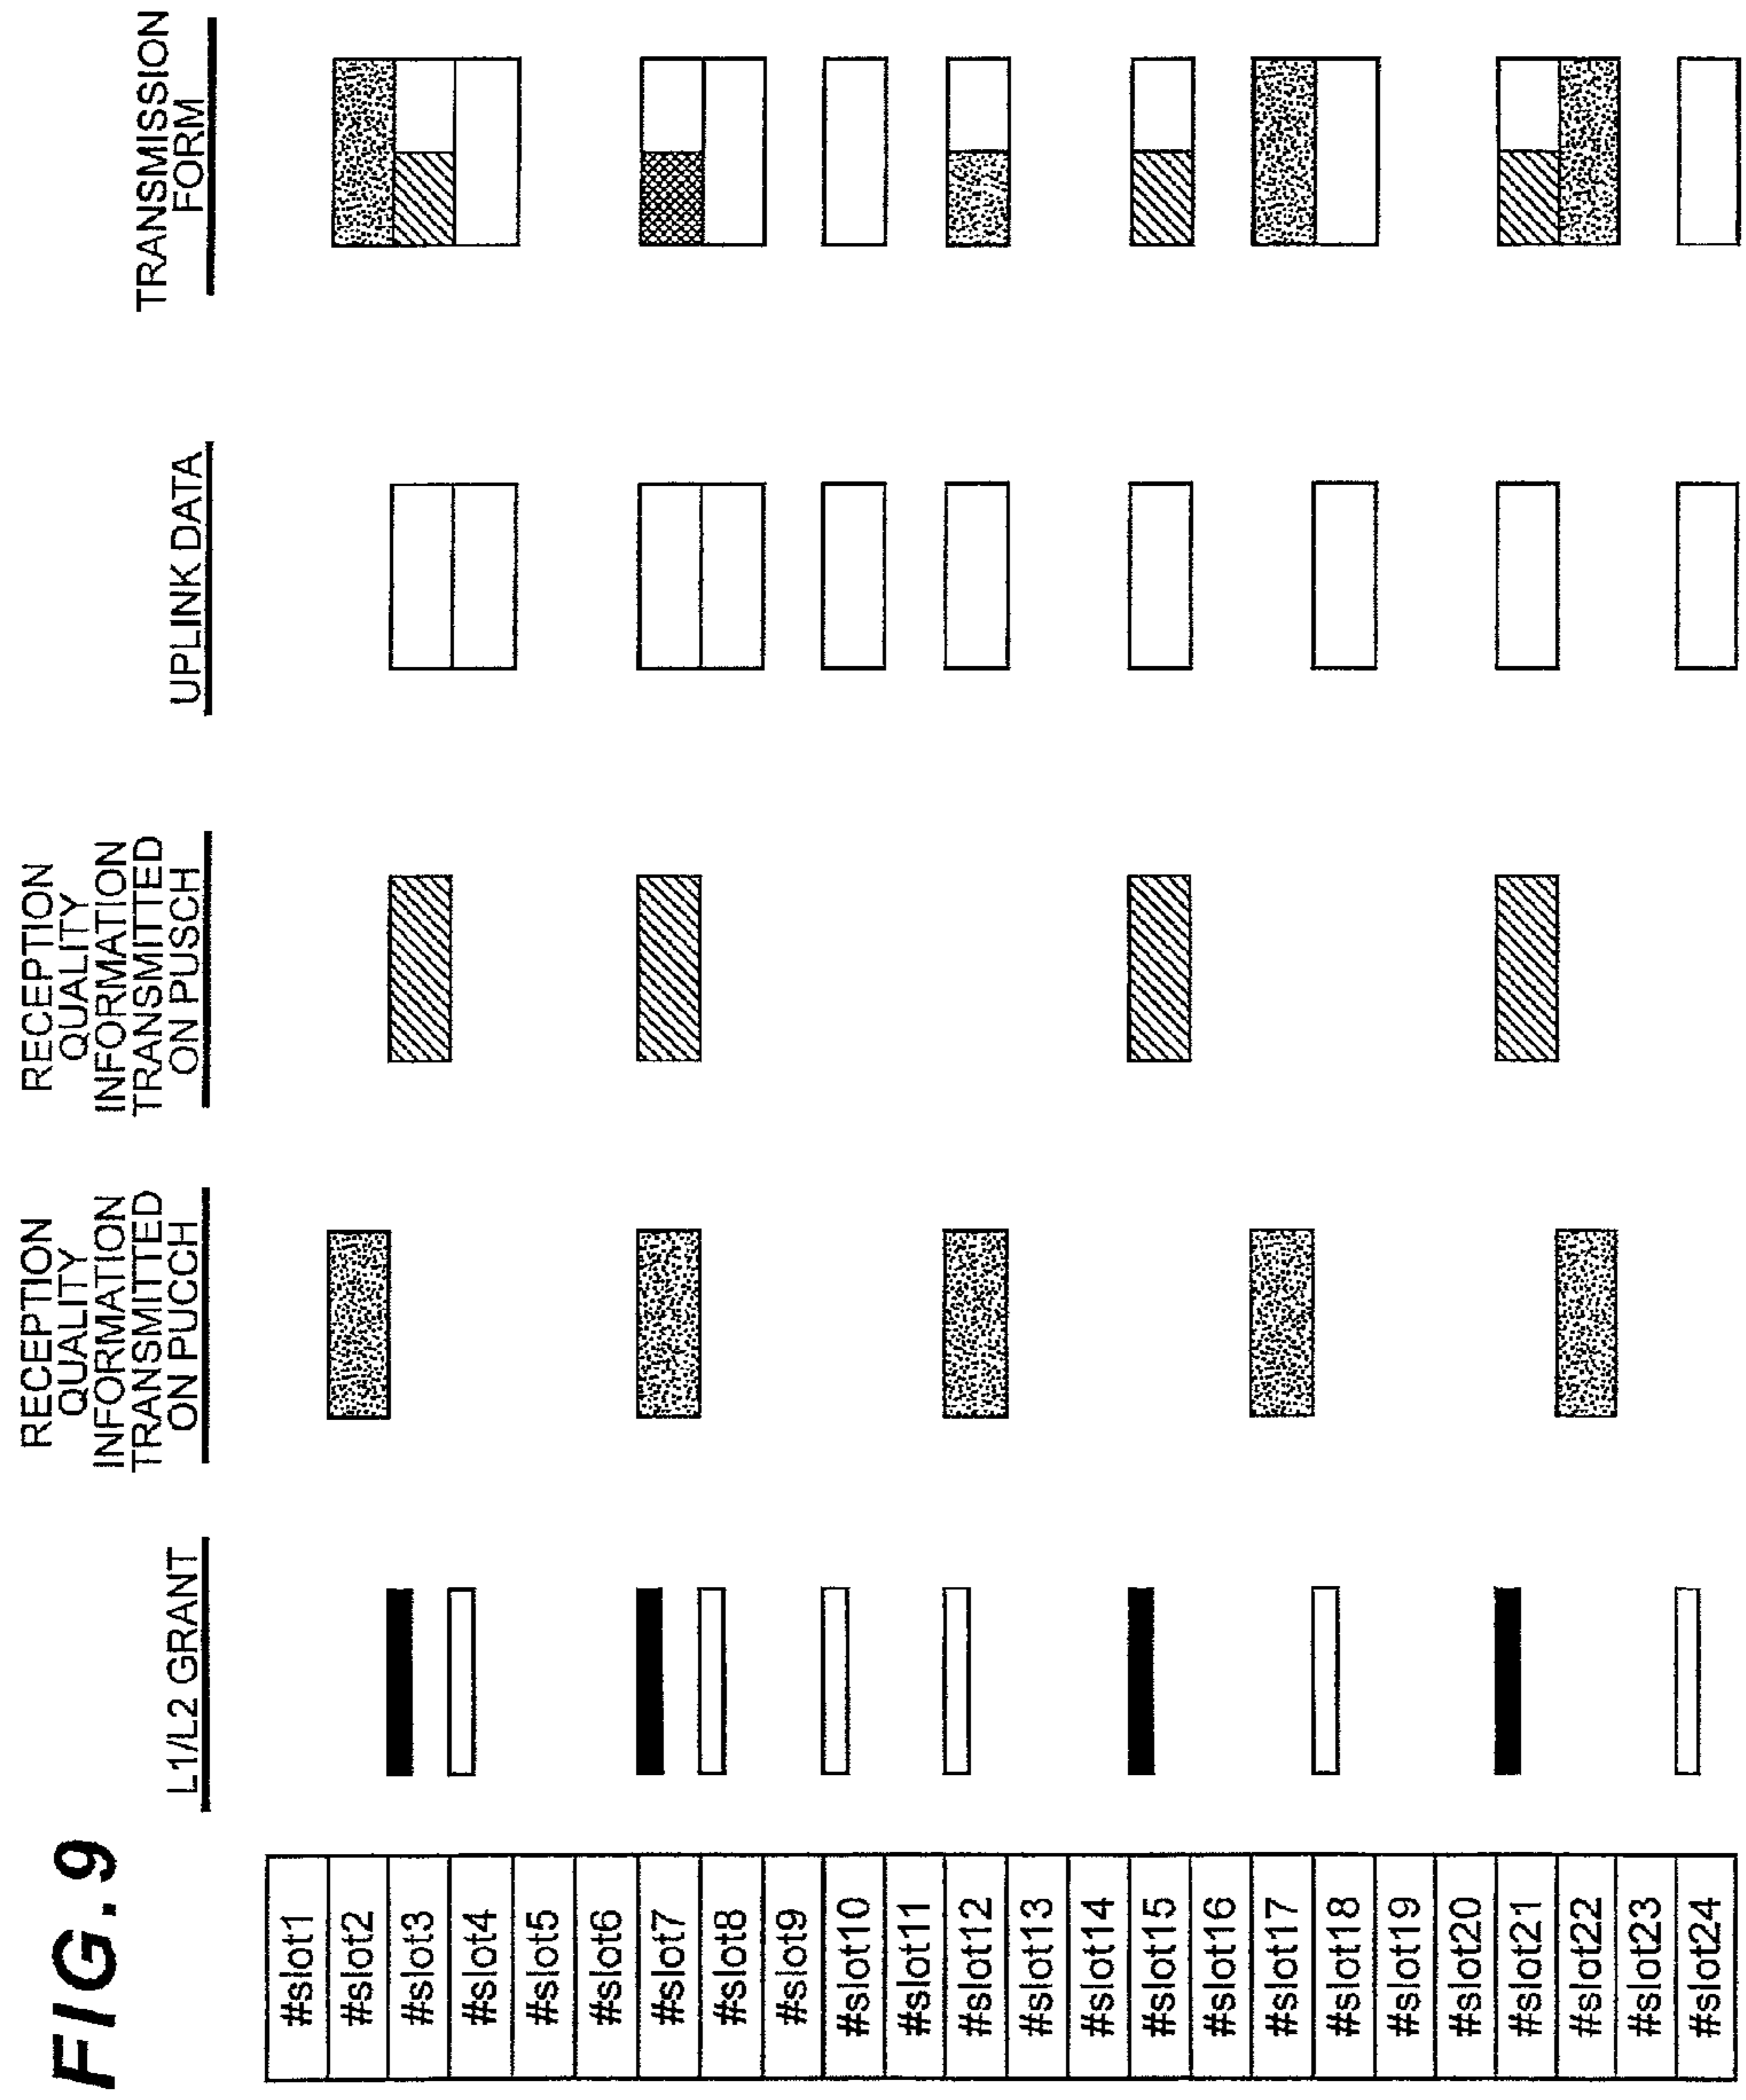 FIG. 9
L1/L2 GRANT
RECEPTION
QUALITY
INFORMATION
TRANSMITTED
ON PUCCH
RECEPTION
QUALITY
INFORMATION
TRANSMITTED
ON PUSCH
UPLINK DATA
TRANSMISSION
FORM
#slot1
#slot2
#slot3
#slot4
#slot5
#slot6
#slot7
#slot8
#slot9
#slot10
#slot11
#slot12
#slot13
#slot14
#slot15
#slot16
#slot17
#slot18
#slot19
#slot20
#slot21
#slot22
#slot23
#slot24